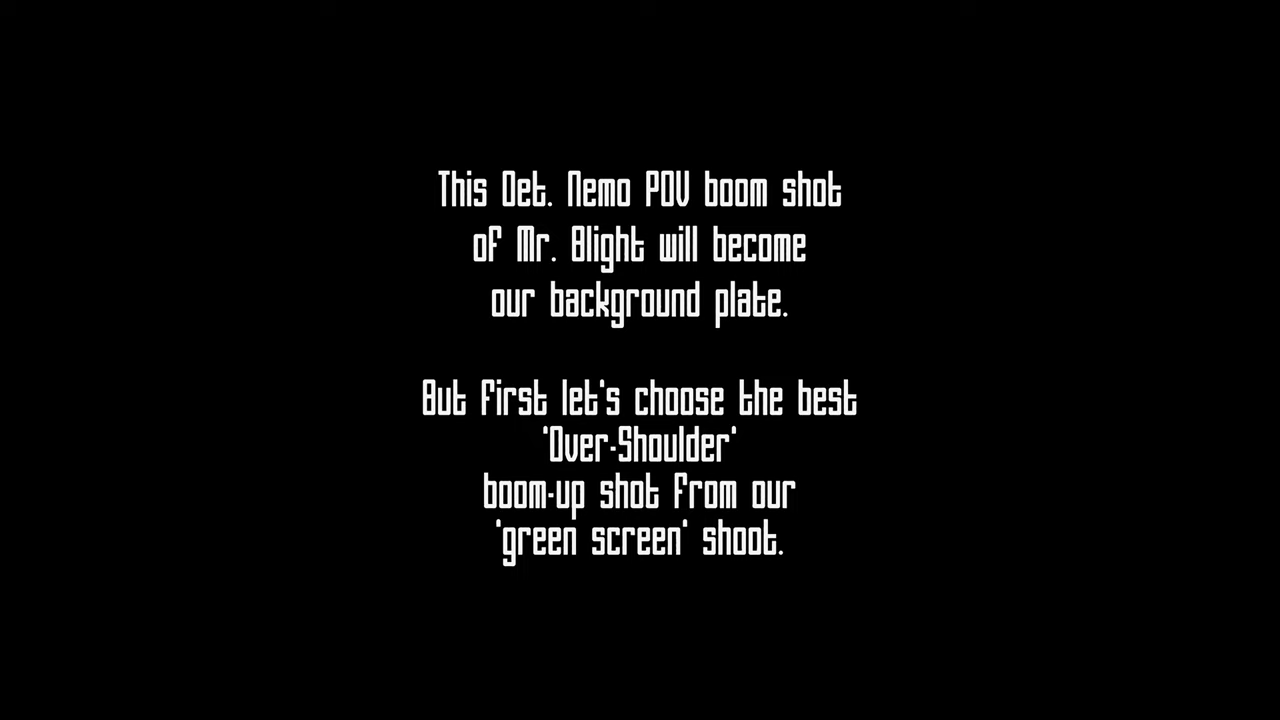 This Det. Nemo POV boom shot
of Mr. Blight will become
our background plate.
But first let's choose the best
'Over-Shoulder'
boom-up shot from our
'green screen' shoot.